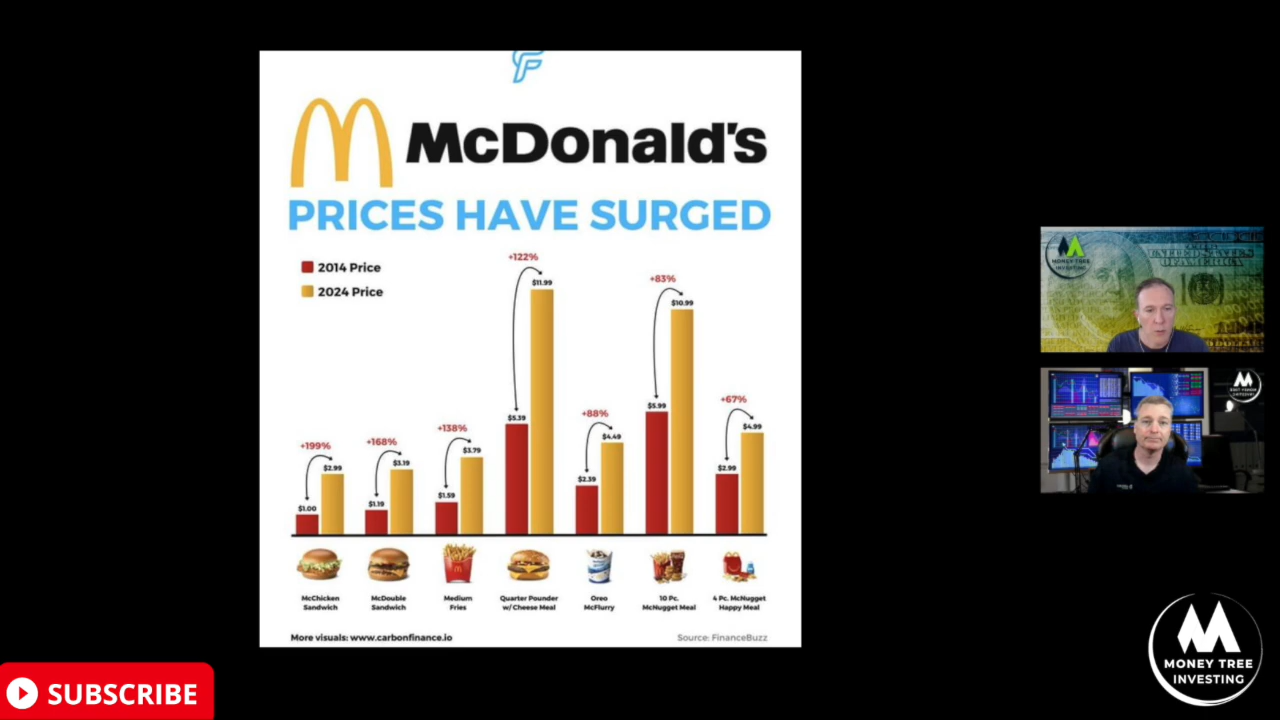 McDonald's
PRICES HAVE SURGED
2014 Price
2024 Price
+199%
+168%
+138%
+122%
+88%
+83%
+67%
$1.00
$2.99
$1.19
$3.19
$1.59
$3.79
$5.39
$11.99
$2.39
$4.49
$5.99
$10.99
$2.99
$4.99
McChicken
Sandwich
McDouble
Sandwich
Medium
Fries
Quarter Pounder
w/ Cheese Meal
Oreo
McFlurry
10 Pc.
McNugget Meal
4 Pc. McNugget
Happy Meal
More visuals: www.carbonfinance.io
Source: FinanceBuzz
MONEY TREE
INVESTING
MONEY TREE
INVESTING
SUBSCRIBE